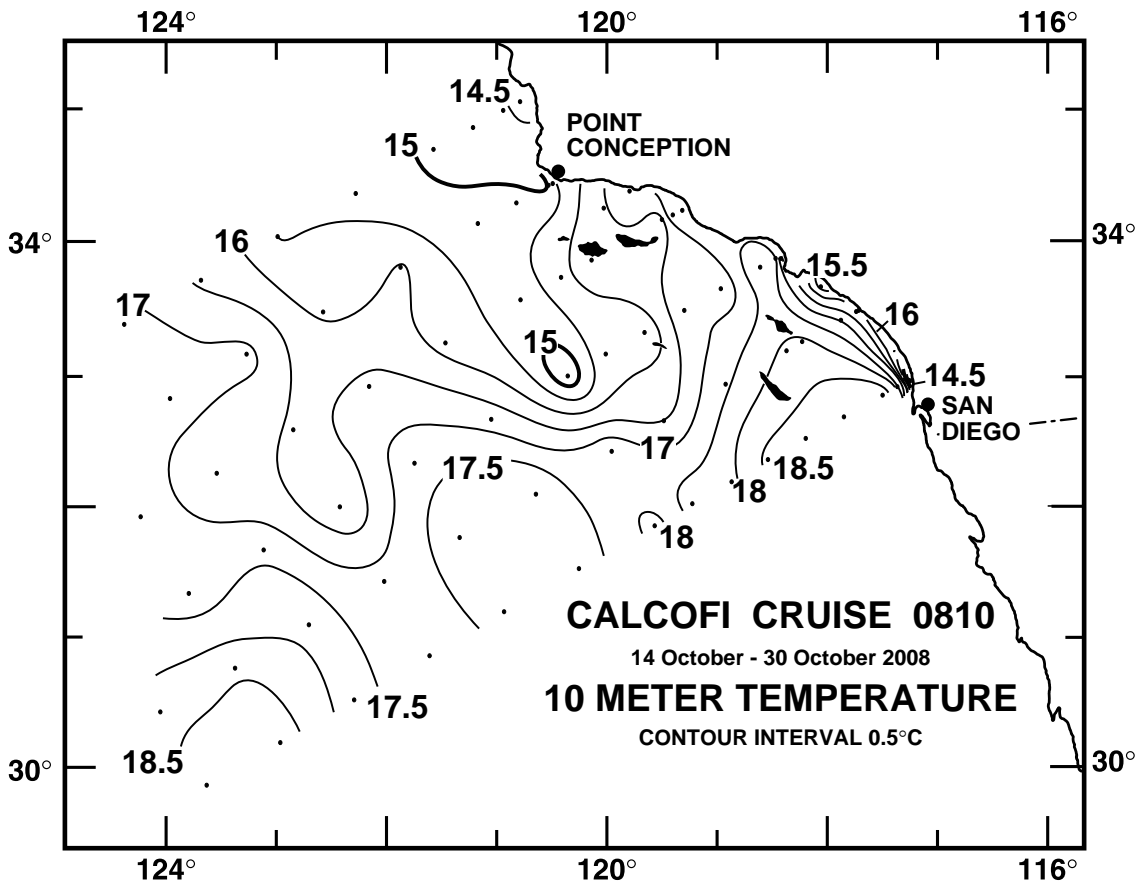 124° 120° 116°
14.5
POINT
CONCEPTION
15
34° 16 34°
15.5
17
16
15
14.5
SAN
DIEGO
17
17.5 18.5
18
18
CALCOFI CRUISE 0810
14 October - 30 October 2008
10 METER TEMPERATURE
17.5
CONTOUR INTERVAL 0.5°C
18.5
30° 30°
124° 120° 116°